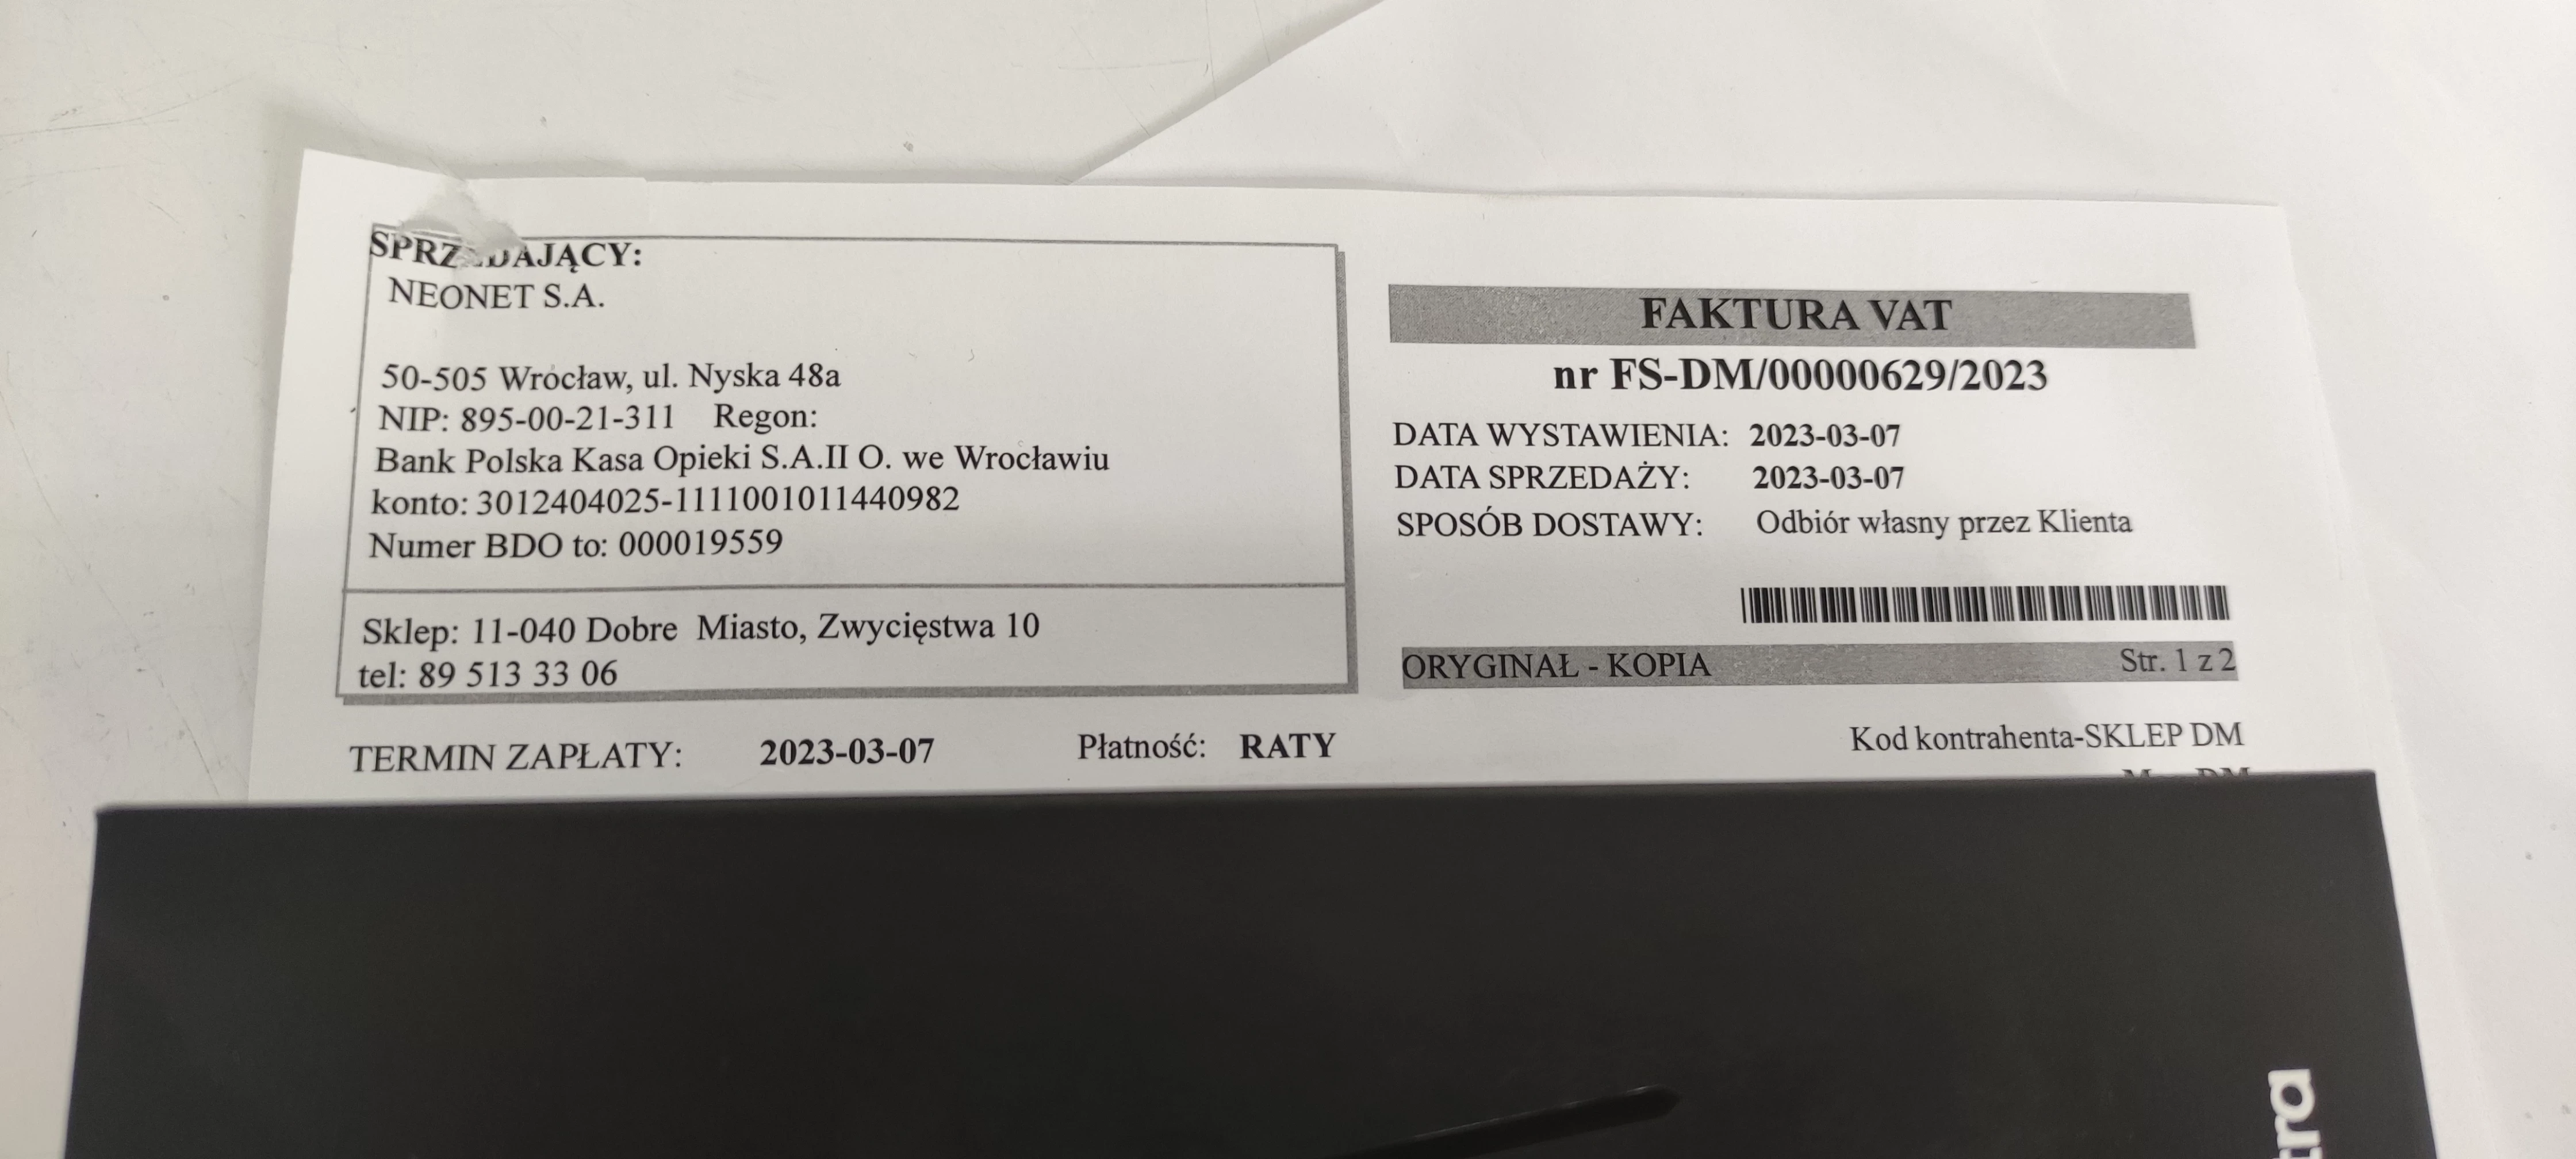 SPRZEDAJĄCY:
NEONET S.A.
50-505 Wrocław, ul. Nyska 48a
NIP: 895-00-21-311 Regon:
Bank Polska Kasa Opieki S.A.II O. we Wrocławiu
konto: 3012404025-1111001011440982
Numer BDO to: 000019559
Sklep: 11-040 Dobre Miasto, Zwycięstwa 10
tel: 89 513 33 06
FAKTURA VAT
nr FS-DM/00000629/2023
DATA WYSTAWIENIA: 2023-03-07
DATA SPRZEDAŻY: 2023-03-07
SPOSÓB DOSTAWY: Odbiór własny przez Klienta
ORYGINAŁ - KOPIA Str. 1 z 2
TERMIN ZAPŁATY: 2023-03-07 Płatność: RATY
Kod kontrahenta-SKLEP DM